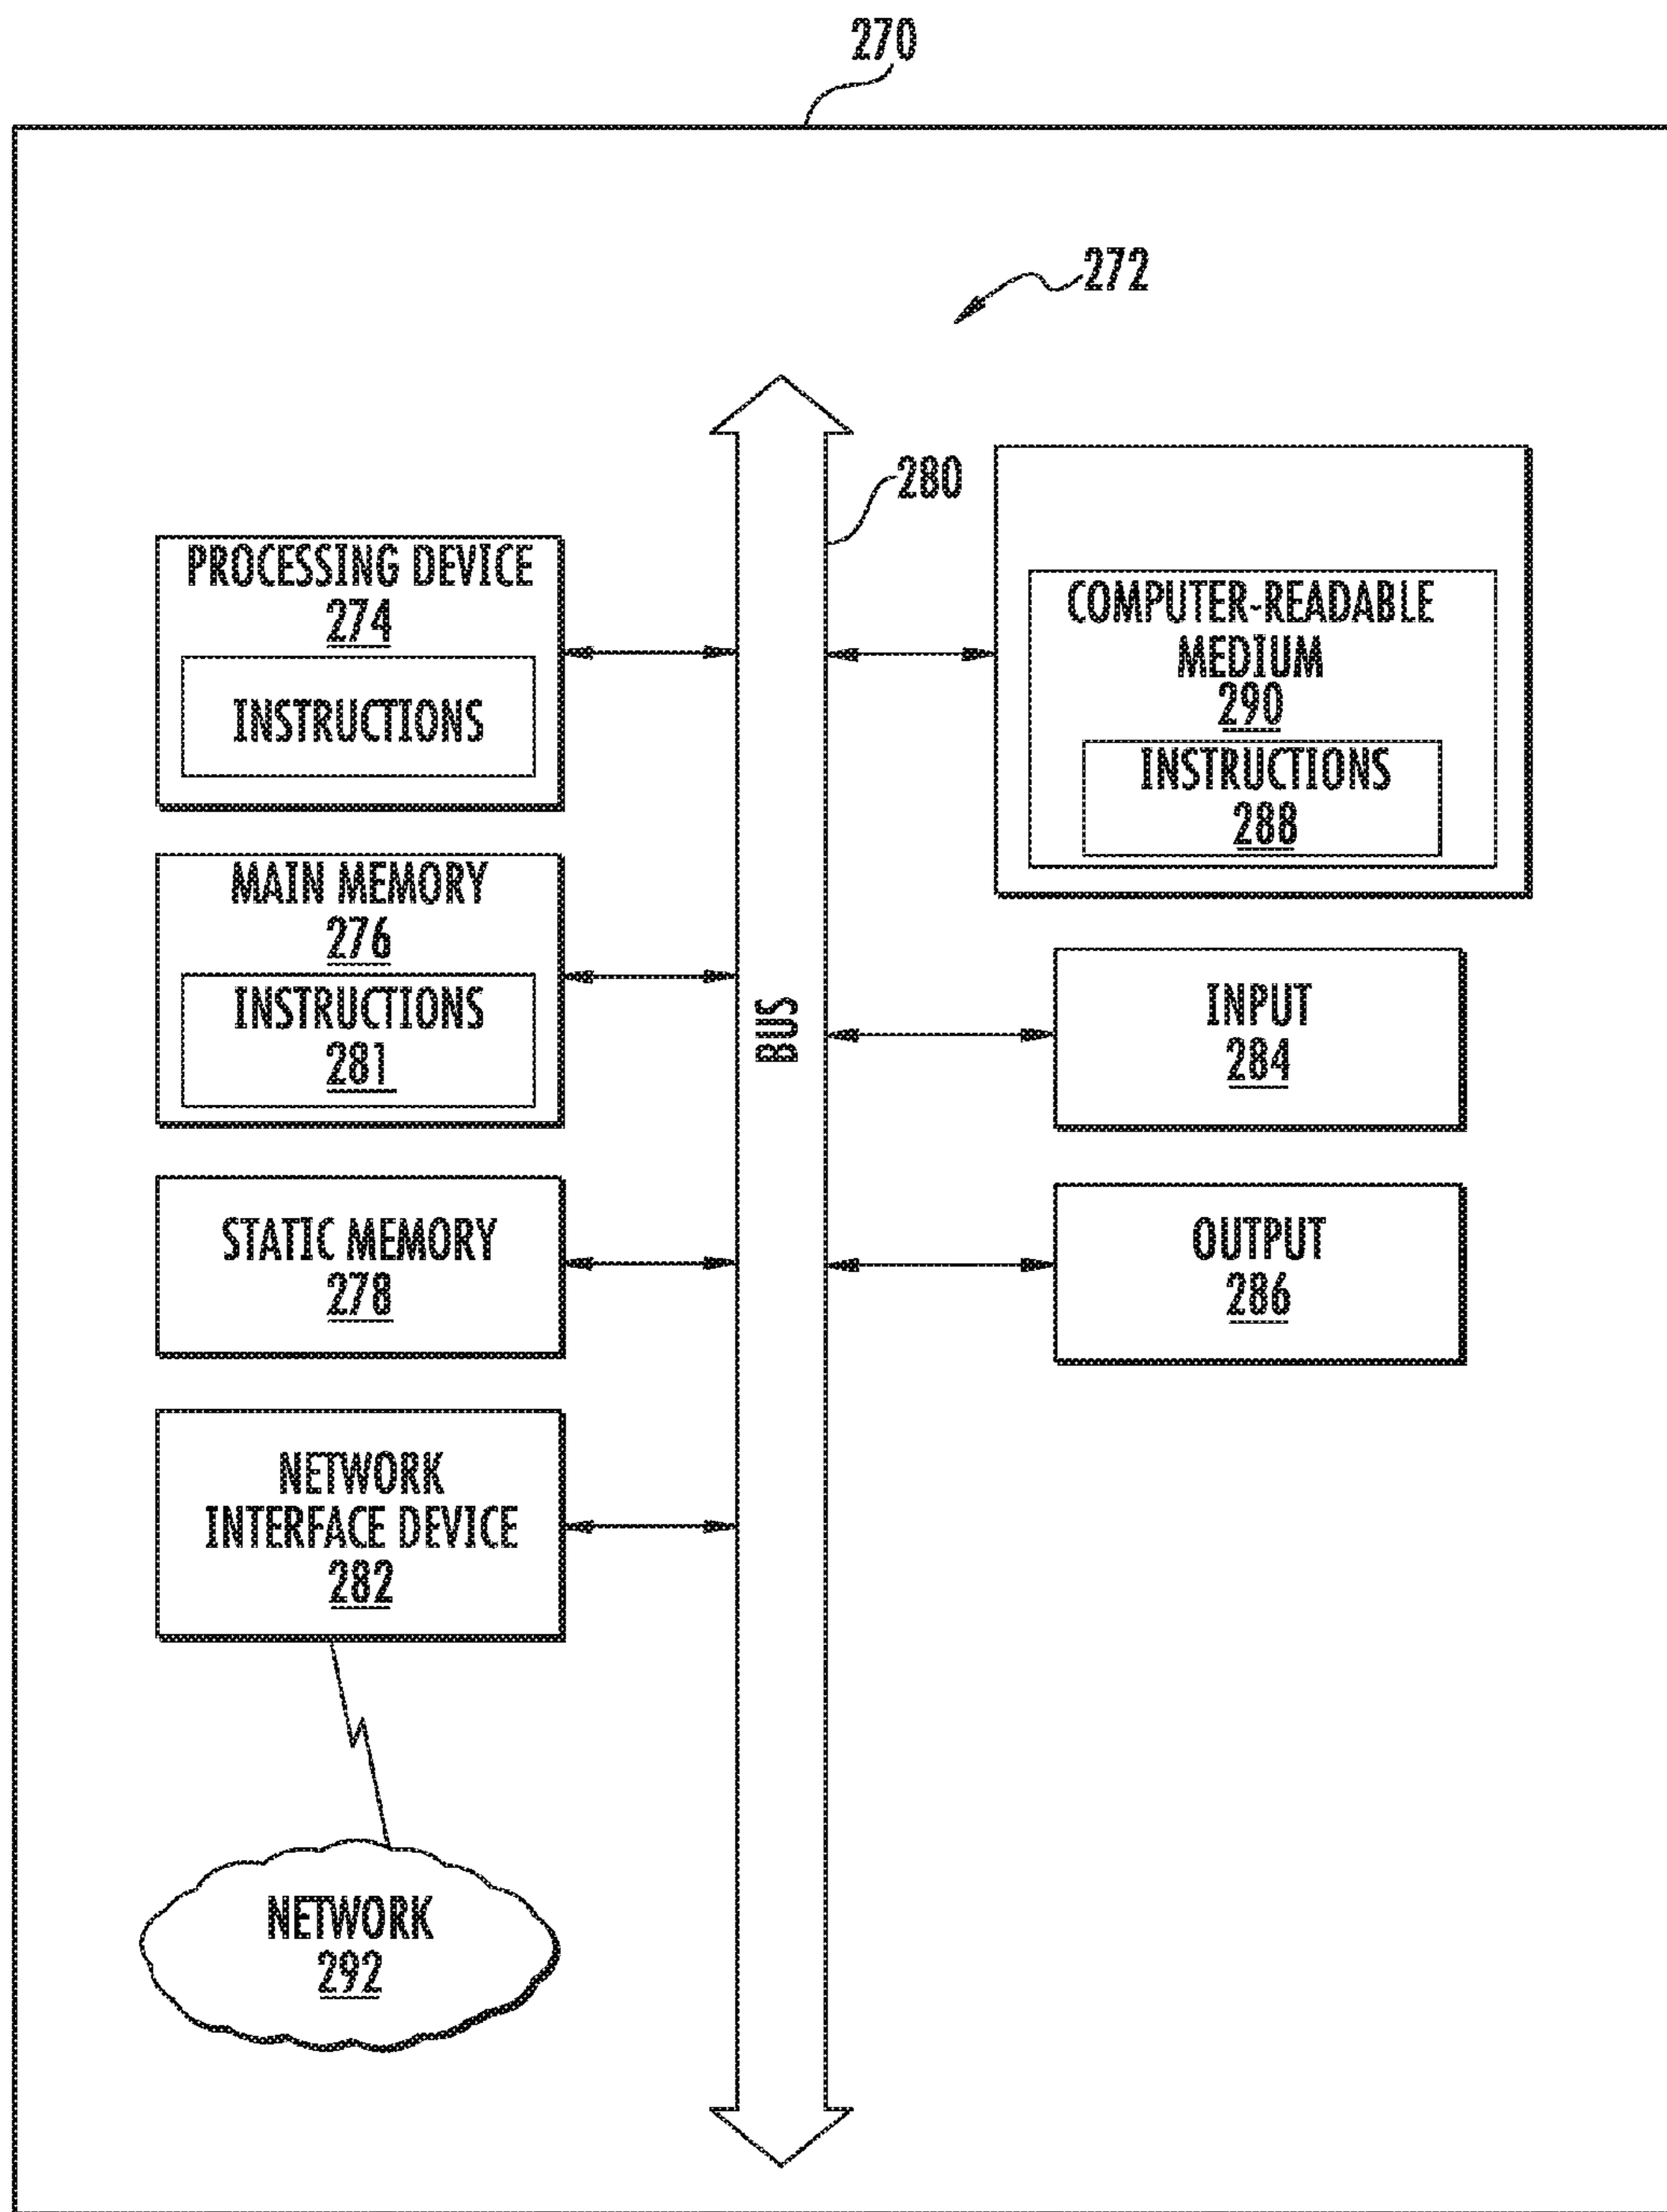 270
272
280
PROCESSING DEVICE
274
INSTRUCTIONS
MAIN MEMORY
276
INSTRUCTIONS
281
STATIC MEMORY
278
NETWORK
INTERFACE DEVICE
282
NETWORK
292
BUS
COMPUTER-READABLE
MEDIUM
290
INSTRUCTIONS
288
INPUT
284
OUTPUT
286